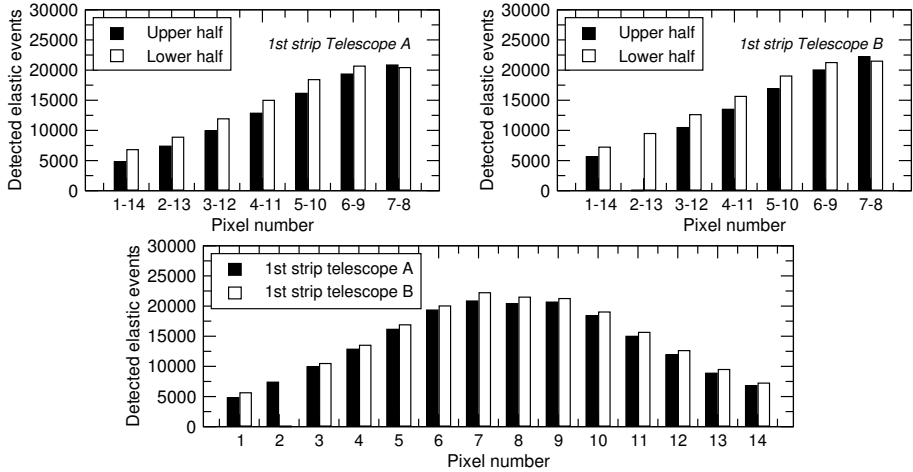 30000
25000
20000
15000
10000
5000
0
Detected elastic events
Upper half
Lower half
1st strip Telescope A
1-14 2-13 3-12 4-11 5-10 6-9 7-8
Pixel number
30000
25000
20000
15000
10000
5000
0
Detected elastic events
Upper half
Lower half
1st strip Telescope B
1-14 2-13 3-12 4-11 5-10 6-9 7-8
Pixel number
30000
25000
20000
15000
10000
5000
0
Detected elastic events
1st strip telescope A
1st strip telescope B
1 2 3 4 5 6 7 8 9 10 11 12 13 14
Pixel number